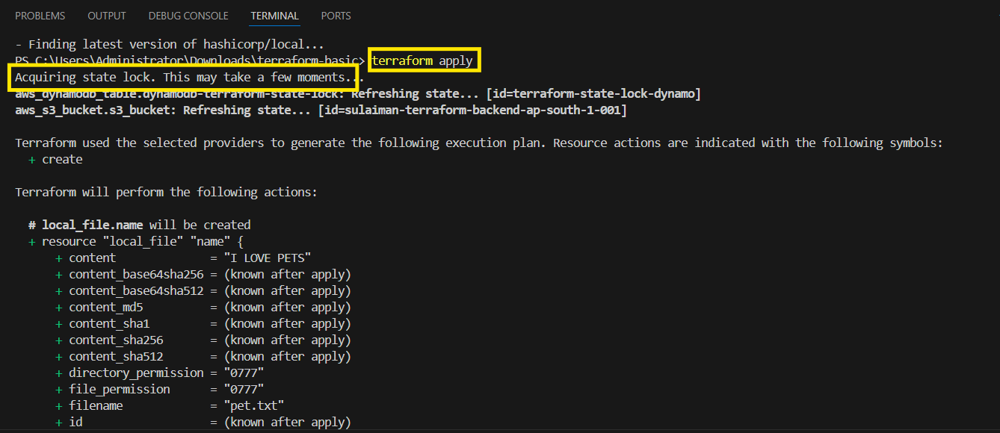 PROBLEMS OUTPUT DEBUG CONSOLE TERMINAL PORTS
- Finding latest version of hashicorp/local...
PS C:\Users\Administrator\Downloads\terraform-basic> terraform apply
Acquiring state lock. This may take a few moments...
aws_dynamodb_table.dynamodb-terraform-state-lock: Refreshing state... [id=terraform-state-lock-dynamo]
aws_s3_bucket.s3_bucket: Refreshing state... [id=sulaiman-terraform-backend-ap-south-1-001]
Terraform used the selected providers to generate the following execution plan. Resource actions are indicated with the following symbols:
+ create
Terraform will perform the following actions:
# local_file.name will be created
+ resource "local_file" "name" {
+ content = "I LOVE PETS"
+ content_base64sha256 = (known after apply)
+ content_base64sha512 = (known after apply)
+ content_md5 = (known after apply)
+ content_sha1 = (known after apply)
+ content_sha256 = (known after apply)
+ content_sha512 = (known after apply)
+ directory_permission = "0777"
+ file_permission = "0777"
+ filename = "pet.txt"
+ id = (known after apply)